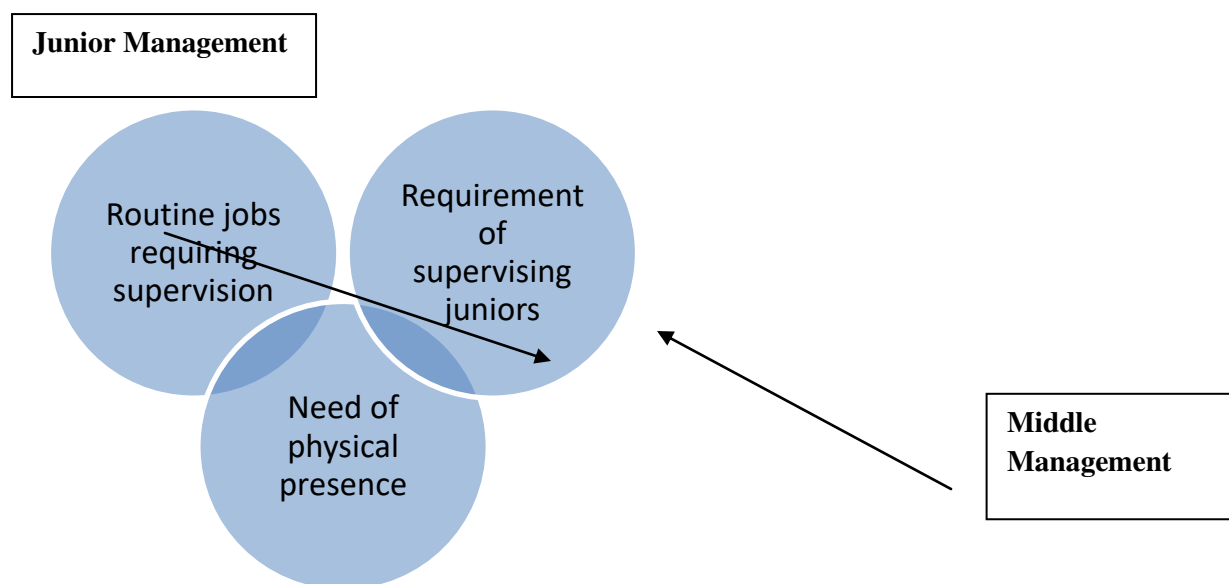 Junior Management
Routine jobs
requiring
supervision
Requirement
of
supervising
juniors
Need of
physical
presence
Middle
Management